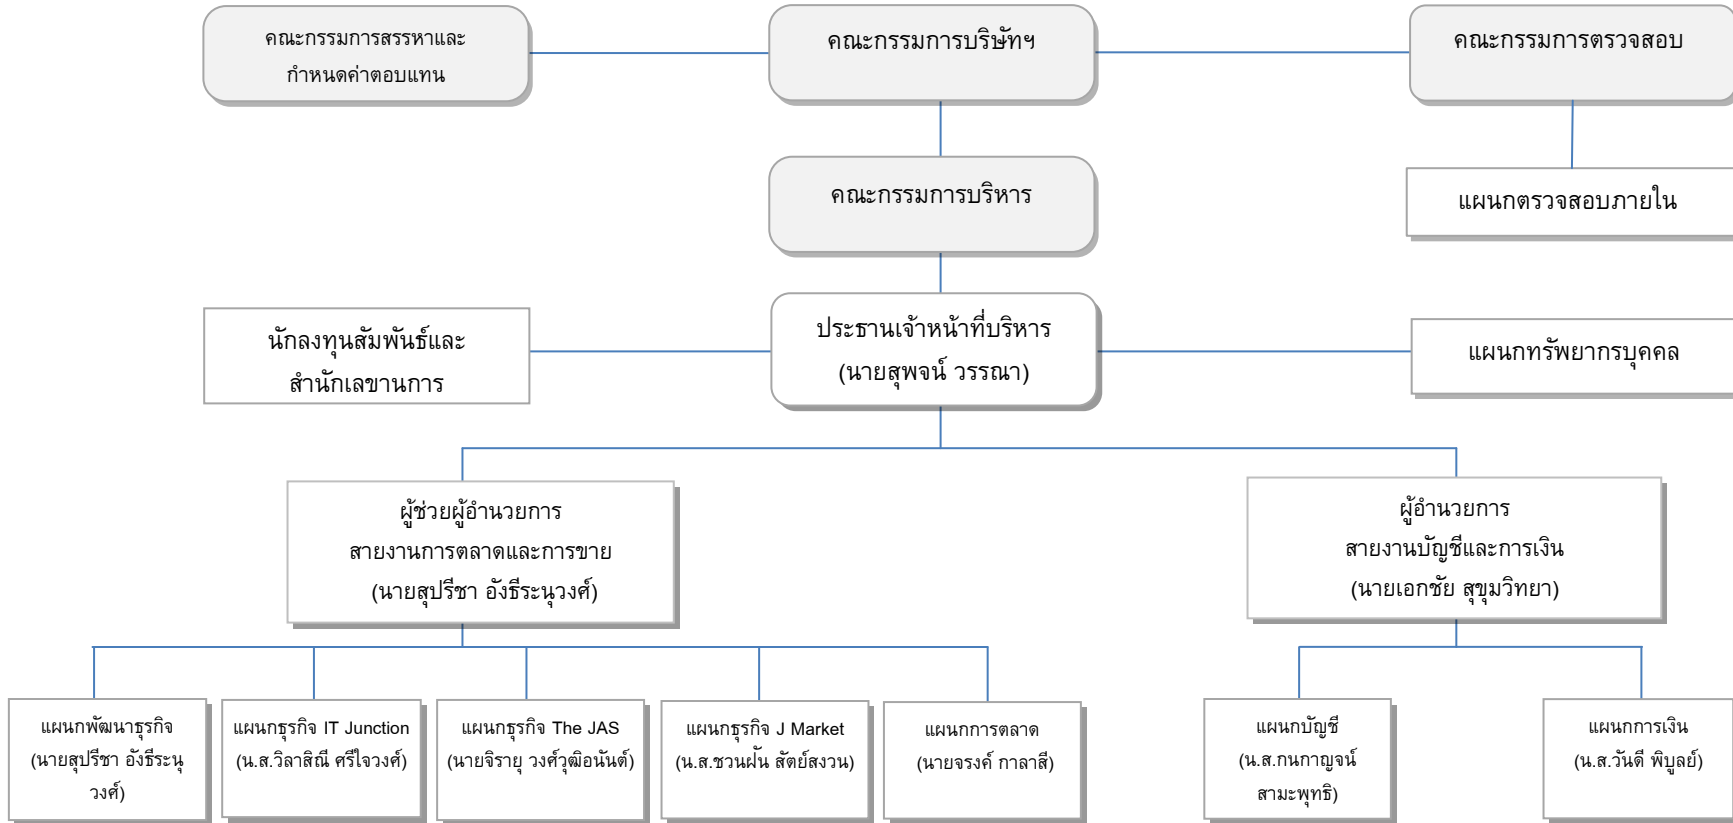 คณะกรรมการสรรหาและ
กำหนดค่าตอบแทน
คณะกรรมการบริษัทฯ
คณะกรรมการตรวจสอบ
คณะกรรมการบริหาร
แผนกตรวจสอบภายใน
นักลงทุนสัมพันธ์และ
สำนักเลขานการ
ประธานเจ้าหน้าที่บริหาร
(นายสุพจน์ วรรณา)
แผนกทรัพยากรบุคคล
ผู้ช่วยผู้อำนวยการ
สายงานการตลาดและการขาย
(นายสุปรีชา อังธีระนุวงศ์)
ผู้อำนวยการ
สายงานบัญชีและการเงิน
(นายเอกชัย สุขุมวิทยา)
แผนกพัฒนาธุรกิจ
(นายสุปรีชา อังธีระนุ
วงศ์)
แผนกธุรกิจ IT Junction
(น.ส.วิลาสิณี ศรีใจวงศ์)
แผนกธุรกิจ The JAS
(นายจิรายุ วงศ์วุฒิอนันต์)
แผนกธุรกิจ J Market
(น.ส.ชวนฝัน สัตย์สงวน)
แผนกการตลาด
(นายจรงค์ กาลาสี)
แผนกบัญชี
(น.ส.กนกาญจน์
สามะพุทธิ)
แผนกการเงิน
(น.ส.วันดี พิบูลย์)